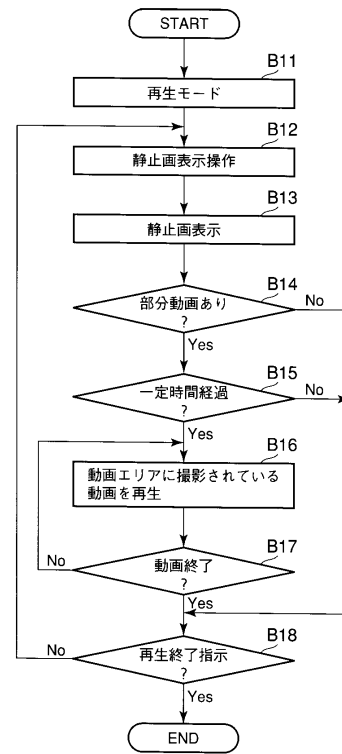 START
B11
再生モード
B12
静止画表示操作
B13
静止画表示
B14
部分動画あり
?
No
Yes
B15
一定時間経過
?
No
Yes
B16
動画エリアに撮影されている
動画を再生
B17
動画終了
?
No
Yes
B18
再生終了指示
?
No
Yes
END